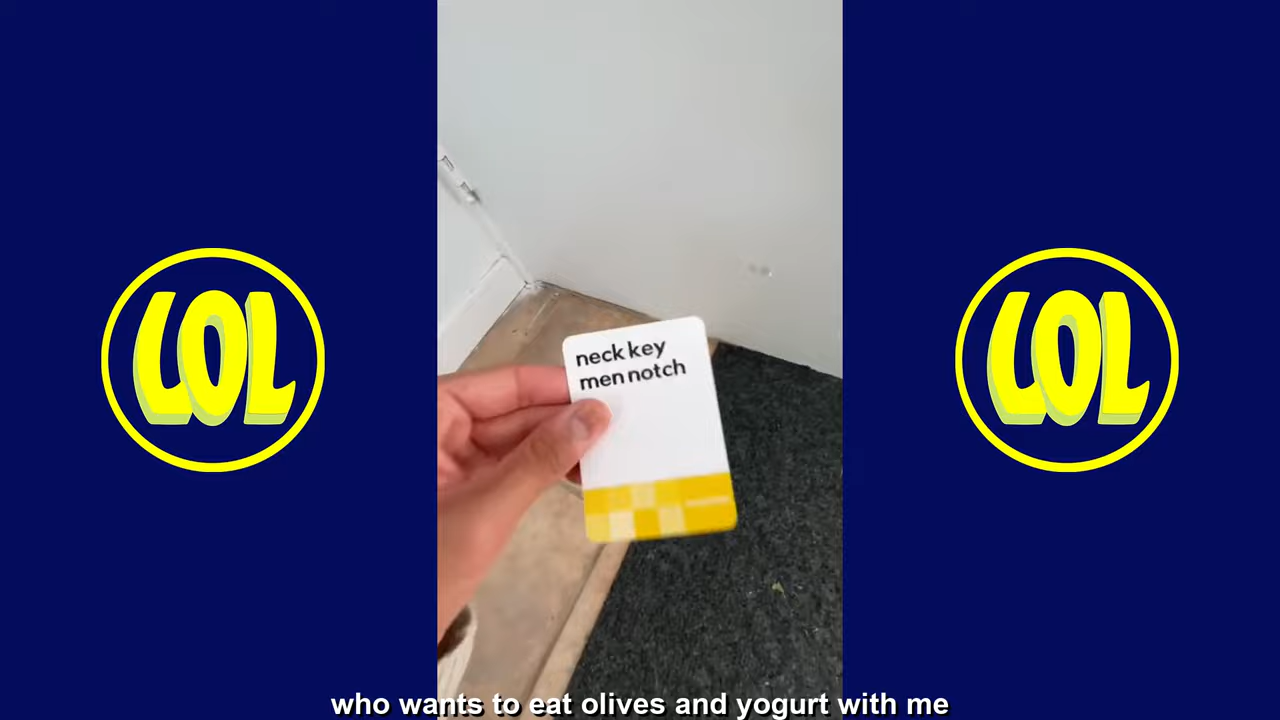 LOL
LOL
neck key
men notch
who wants to eat olives and yogurt with me